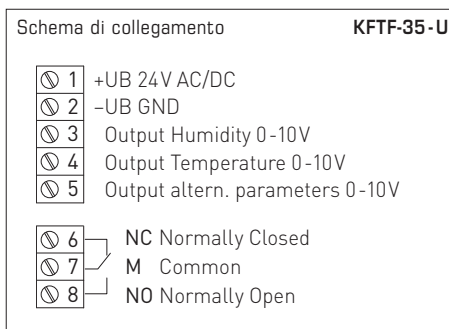 Schema di collegamento KFTF-35-U
1 +UB 24V AC/DC
2 –UB GND
3 Output Humidity 0-10V
4 Output Temperature 0-10V
5 Output altern. parameters 0-10V
6 NC Normally Closed
7 M Common
8 NO Normally Open